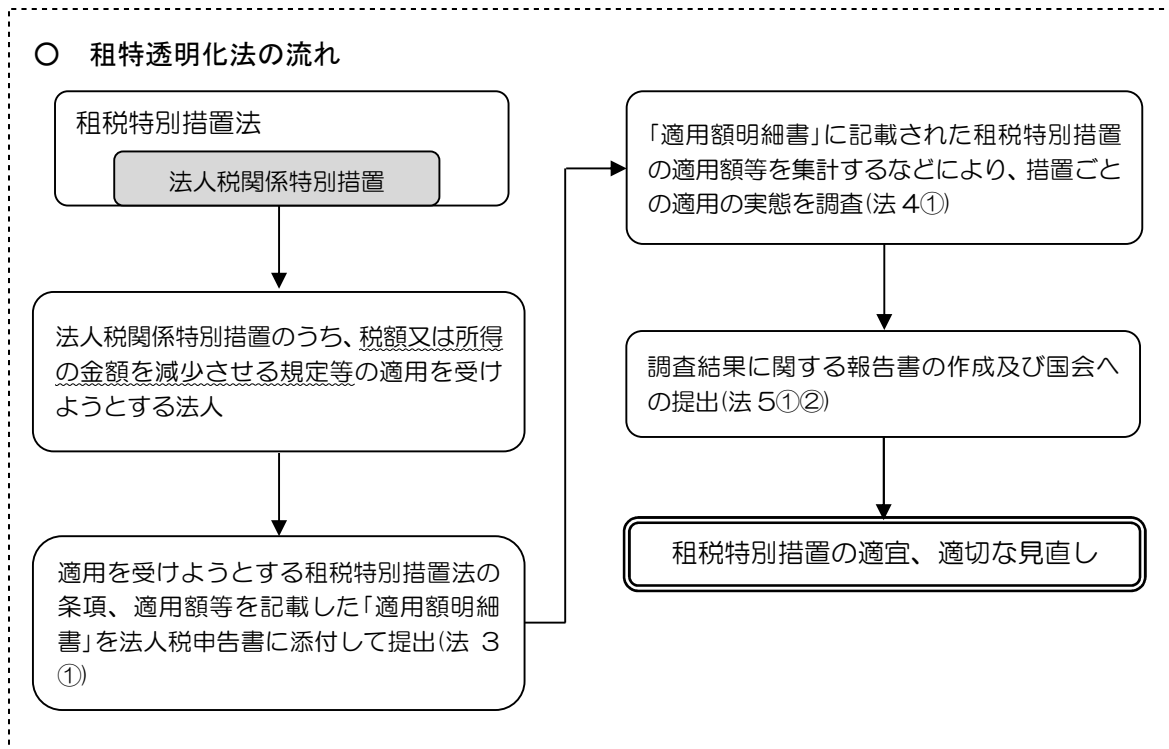 ○　租特透明化法の流れ
租税特別措置法
法人税関係特別措置
法人税関係特別措置のうち、税額又は所得
の金額を減少させる規定等の適用を受け
ようとする法人
適用を受けようとする租税特別措置法の
条項、適用額等を記載した「適用額明細
書」を法人税申告書に添付して提出(法 3
①)
「適用額明細書」に記載された租税特別措置
の適用額等を集計するなどにより、措置ごと
の適用の実態を調査(法 4①)
調査結果に関する報告書の作成及び国会へ
の提出(法 5①②)
租税特別措置の適宜、適切な見直し